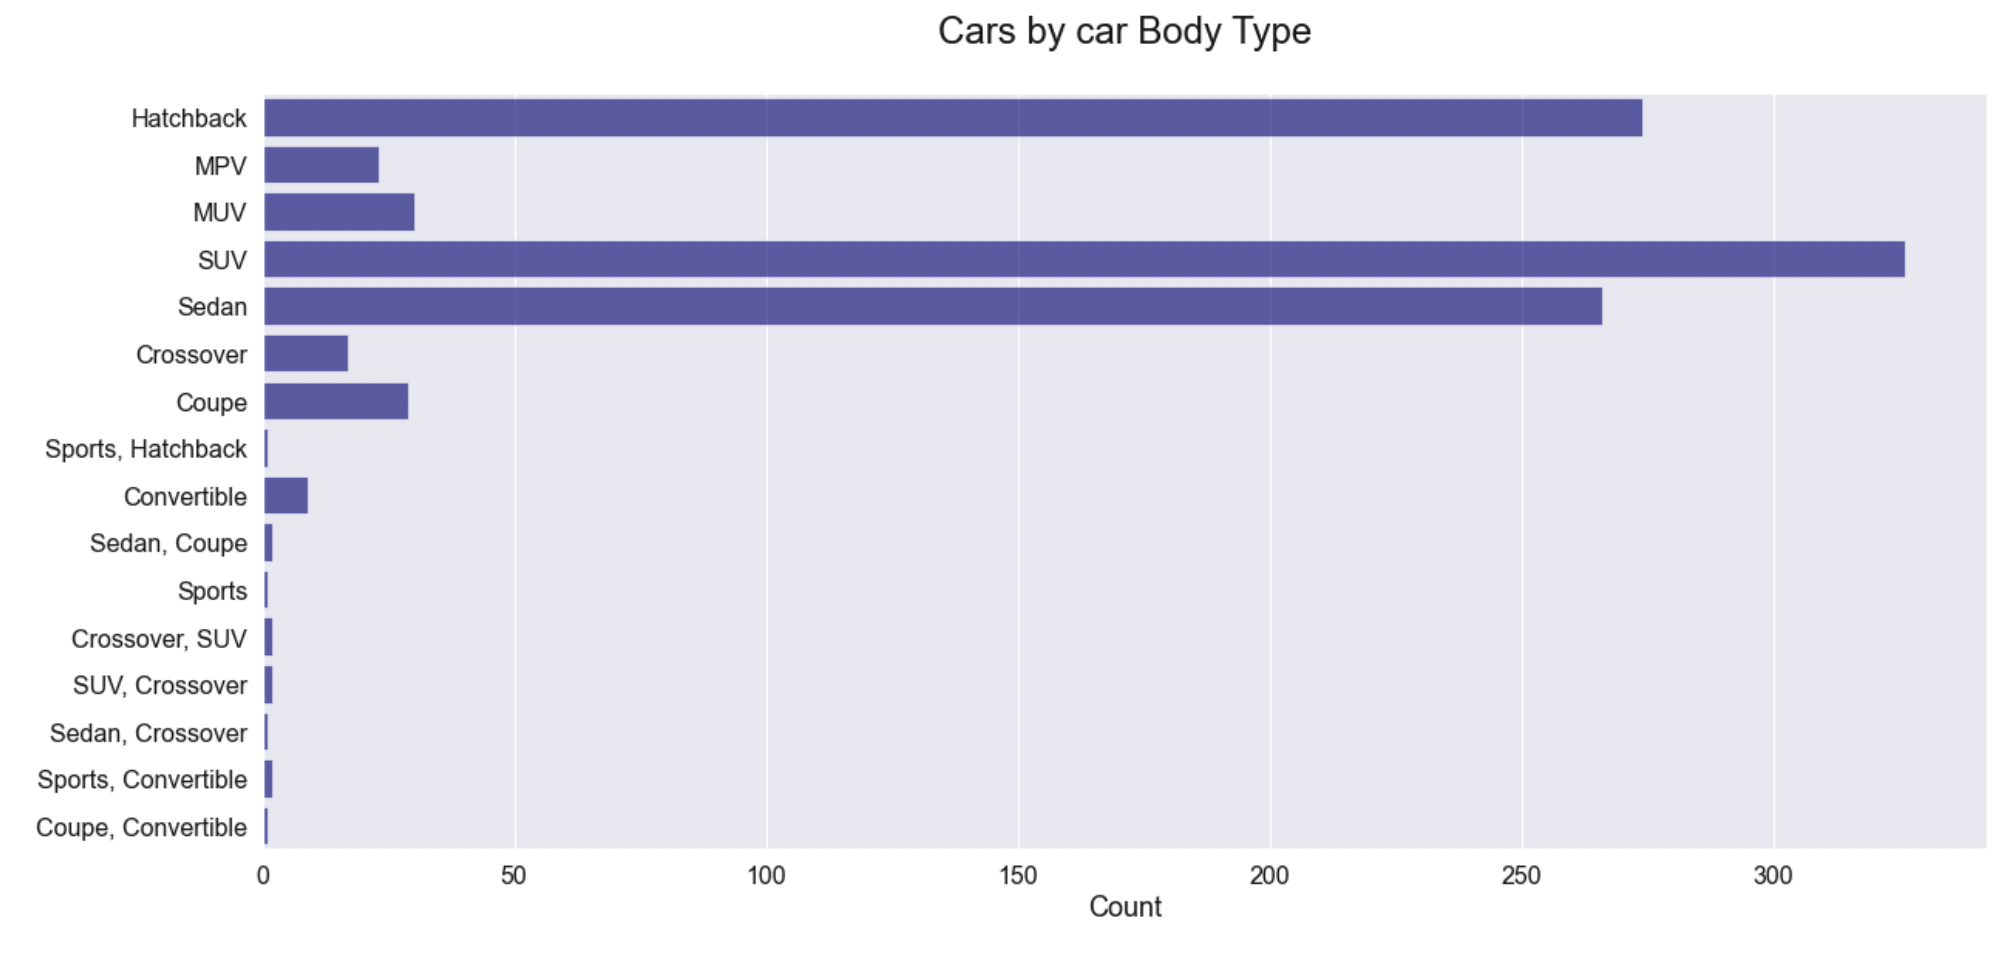 Cars by car Body Type
Hatchback
MPV
MUV
SUV
Sedan
Crossover
Coupe
Sports, Hatchback
Convertible
Sedan, Coupe
Sports
Crossover, SUV
SUV, Crossover
Sedan, Crossover
Sports, Convertible
Coupe, Convertible
0 50 100 150 200 250 300
Count